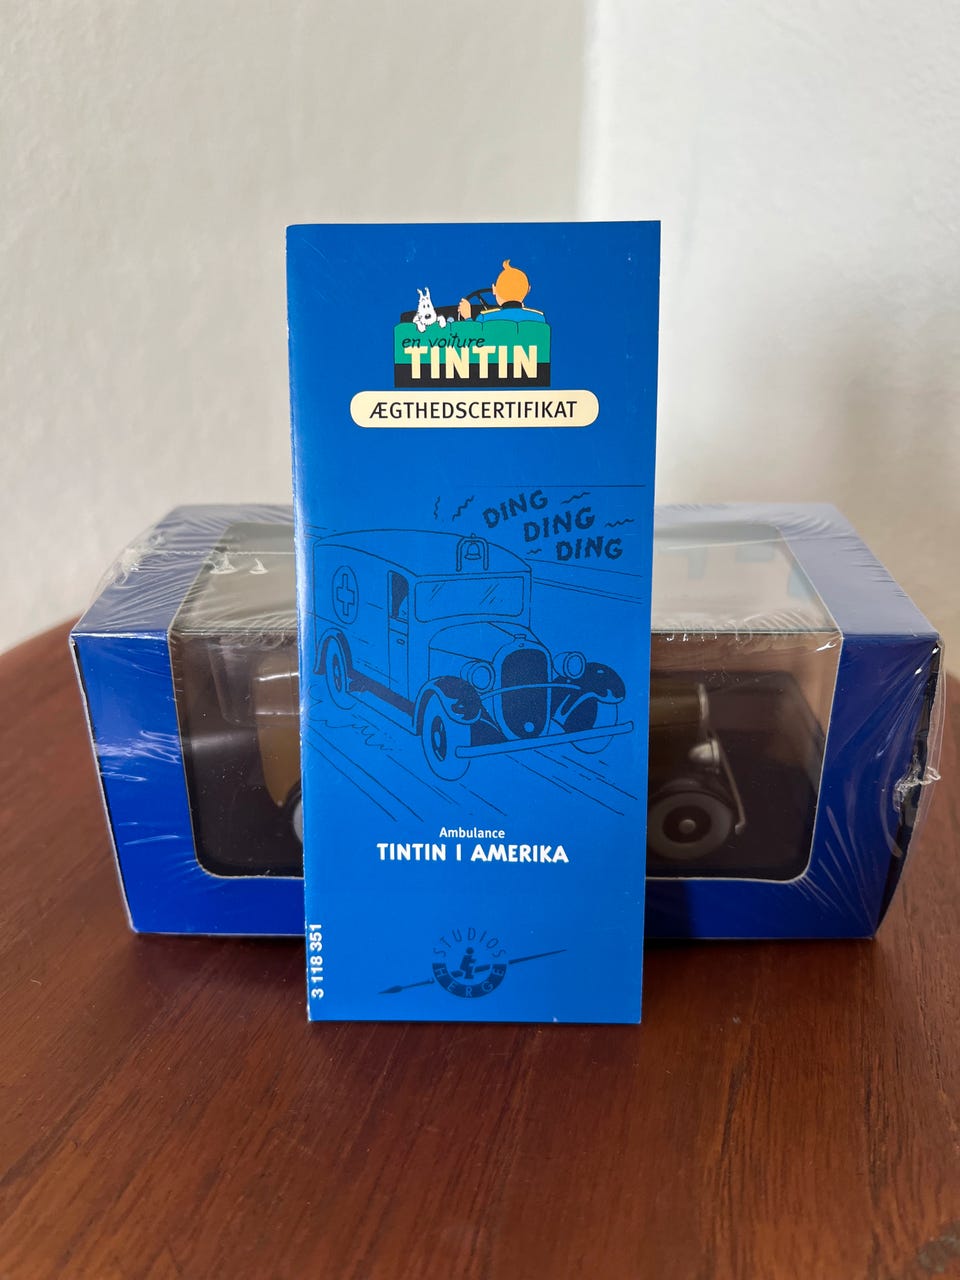 en voiture
TINTIN
ÆGTHEDSCERTIFIKAT
DING
DING
DING
Ambulance
TINTIN I AMERIKA
STUDIOS
HERGÉ
3 118 351